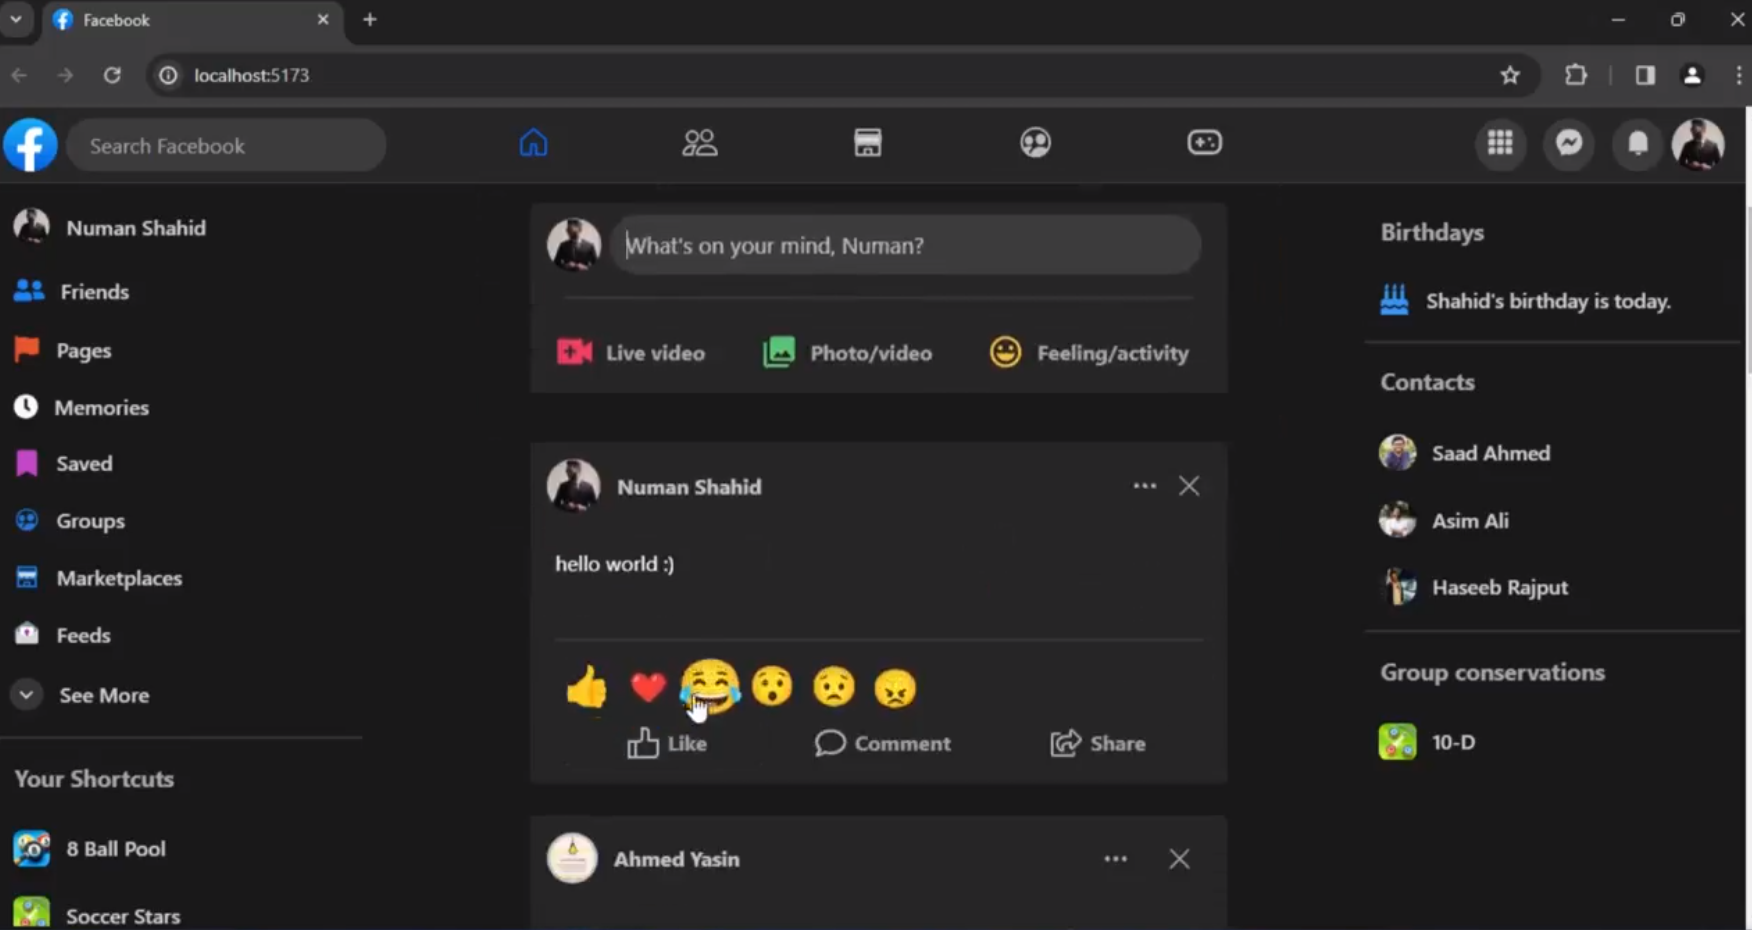 Facebook
localhost:5173
Search Facebook
Numan Shahid
Friends
Pages
Memories
Saved
Groups
Marketplaces
Feeds
See More
Your Shortcuts
8 Ball Pool
Soccer Stars
What's on your mind, Numan?
Live video
Photo/video
Feeling/activity
Numan Shahid
hello world :)
Like
Comment
Share
Ahmed Yasin
Birthdays
Shahid's birthday is today.
Contacts
Saad Ahmed
Asim Ali
Haseeb Rajput
Group conservations
10-D